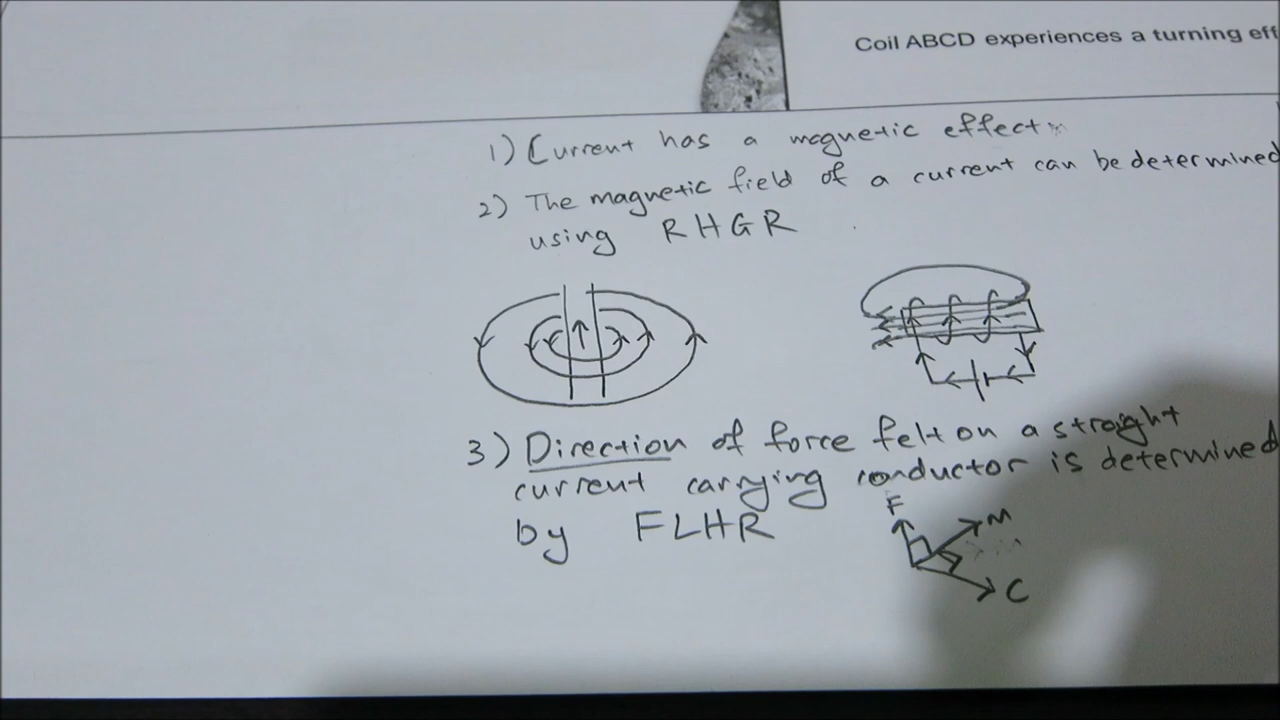 Coil ABCD experiences a turning eff
1) Current has a magnetic effect
2) The magnetic field of a current can be determined
using RHGR
3) Direction of force felt on a straight
current carrying conductor is determined
by FLHR
F
M
C